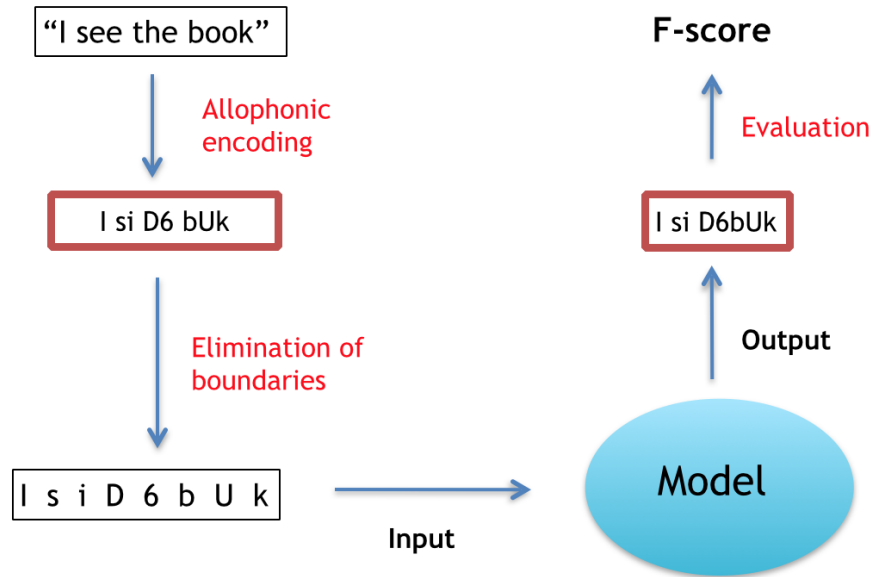 “I see the book”
Allophonic
encoding
I si D6 bUk
Elimination of
boundaries
I s i D 6 b U k
Input
Model
Output
I si D6bUk
Evaluation
F-score